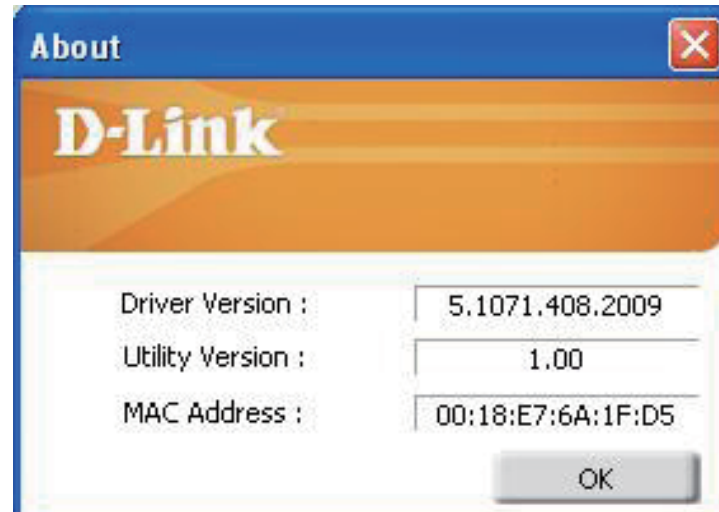 About
D-Link
Driver Version : 5.1071.408.2009
Utility Version : 1.00
MAC Address : 00:18:E7:6A:1F:D5
OK